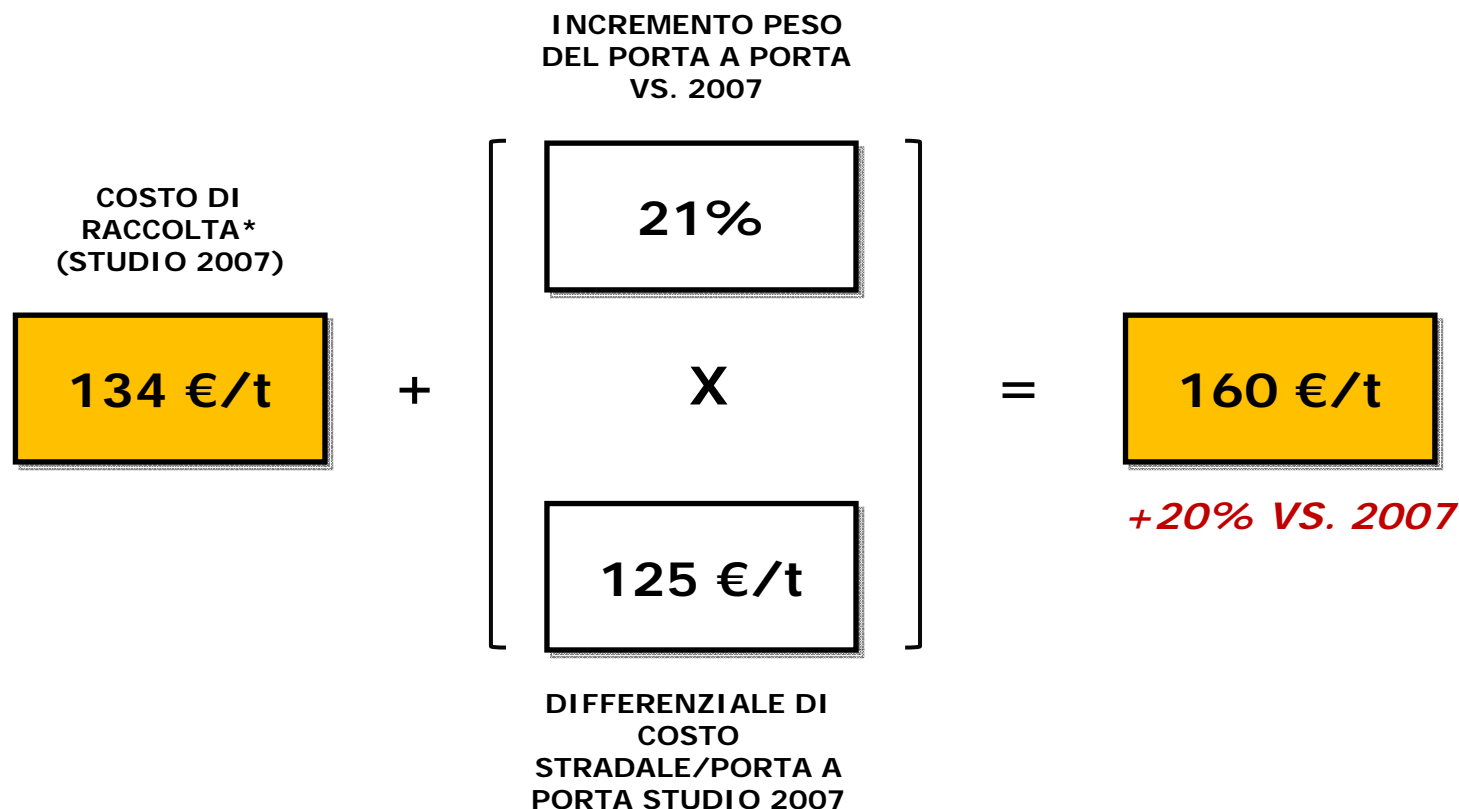 INCREMENTO PESO
DEL PORTA A PORTA
VS. 2007
21%
COSTO DI
RACCOLTA*
(STUDIO 2007)
134 €/t
+
X
=
160 €/t
+20% VS. 2007
125 €/t
DIFFERENZIALE DI
COSTO
STRADALE/PORTA A
PORTA STUDIO 2007